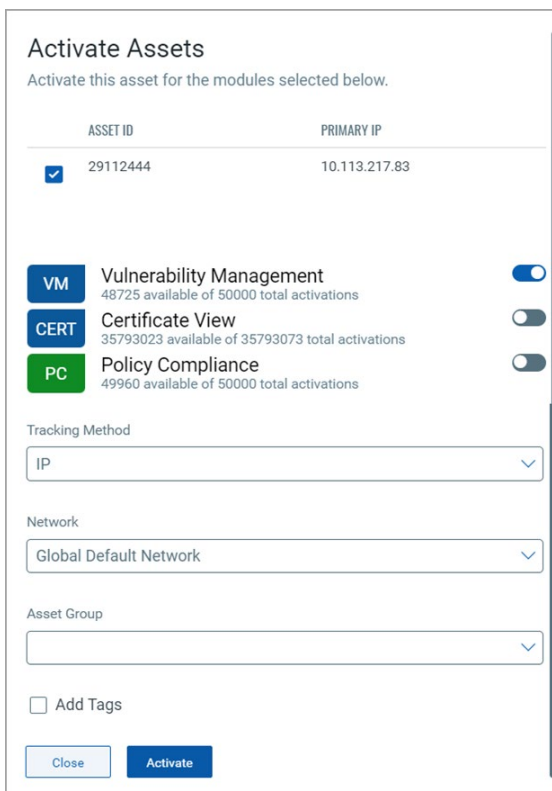 Activate Assets
Activate this asset for the modules selected below.
ASSET ID PRIMARY IP
29112444 10.113.217.83
VM Vulnerability Management
48725 available of 50000 total activations
CERT Certificate View
35793023 available of 35793073 total activations
PC Policy Compliance
49960 available of 50000 total activations
Tracking Method
IP
Network
Global Default Network
Asset Group
Add Tags
Close Activate